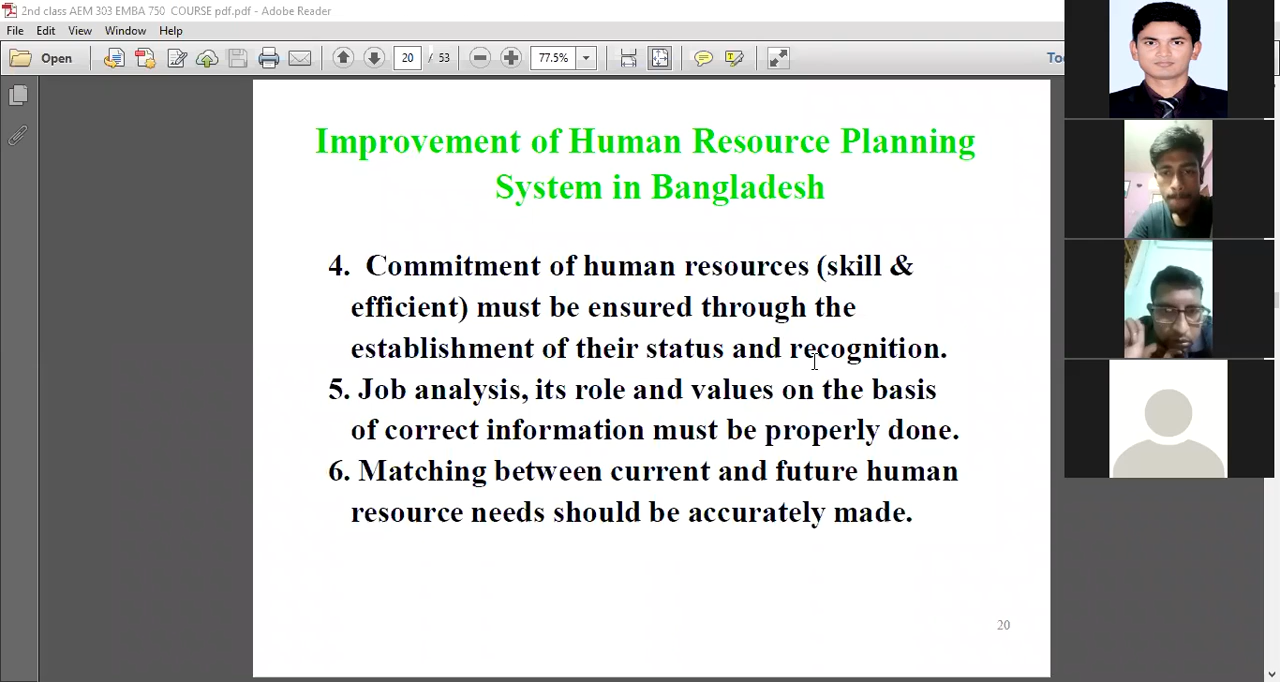 2nd class AEM 303 EMBA 750 COURSE pdf.pdf - Adobe Reader
File Edit View Window Help
Open 20 / 53 77.5%
Improvement of Human Resource Planning
System in Bangladesh
4. Commitment of human resources (skill &
efficient) must be ensured through the
establishment of their status and recognition.
5. Job analysis, its role and values on the basis
of correct information must be properly done.
6. Matching between current and future human
resource needs should be accurately made.
20